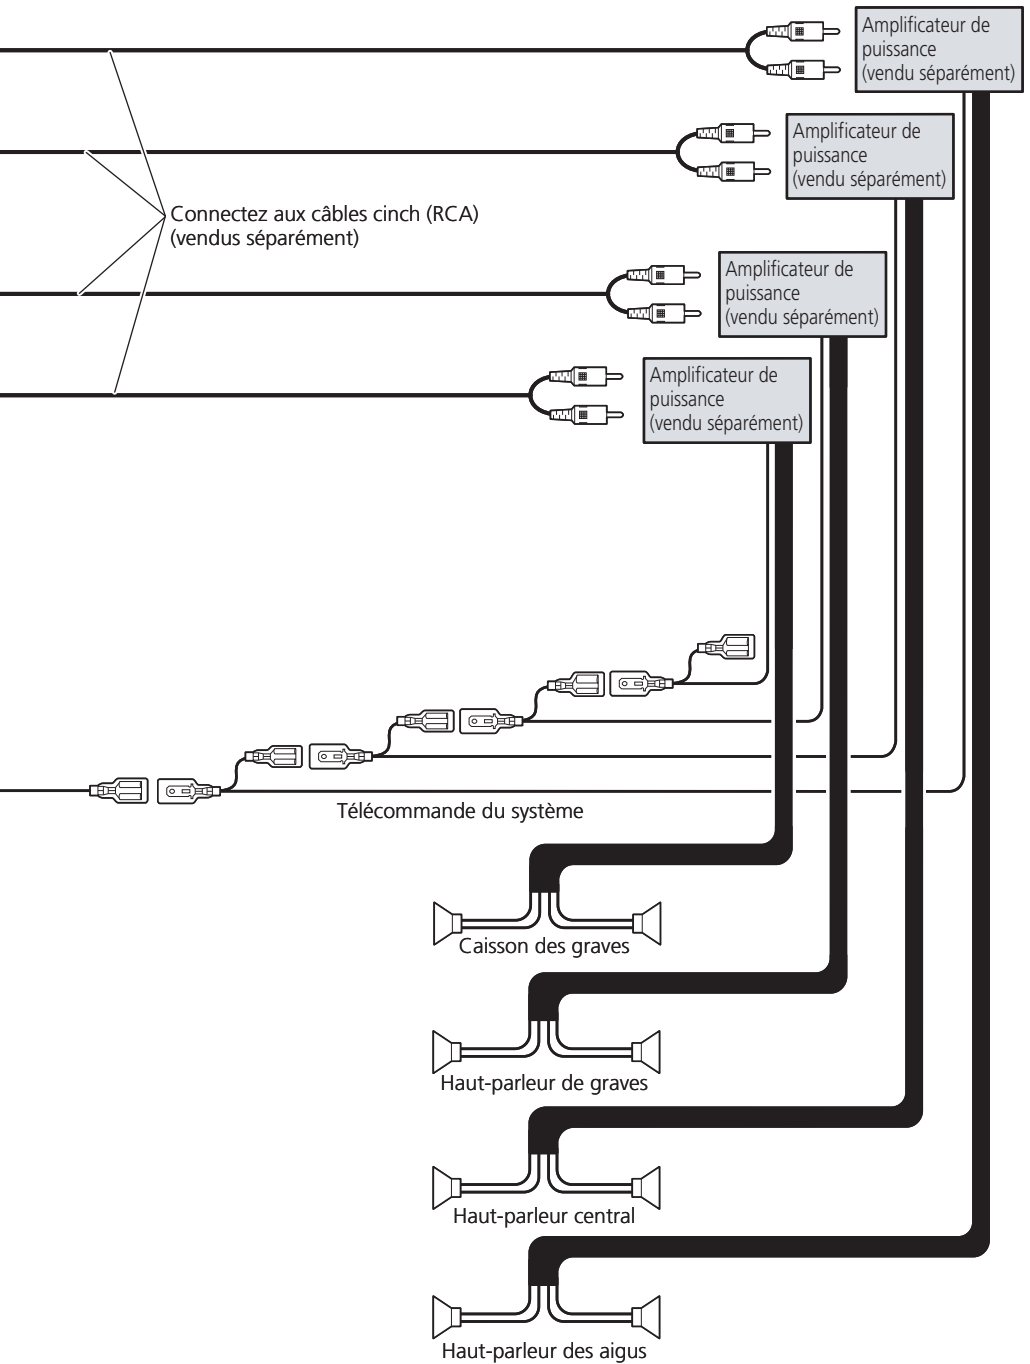 Amplificateur de
puissance
(vendu séparément)
Amplificateur de
puissance
(vendu séparément)
Connectez aux câbles cinch (RCA)
(vendus séparément)
Amplificateur de
puissance
(vendu séparément)
Amplificateur de
puissance
(vendu séparément)
Télécommande du système
Caisson des graves
Haut-parleur de graves
Haut-parleur central
Haut-parleur des aigus